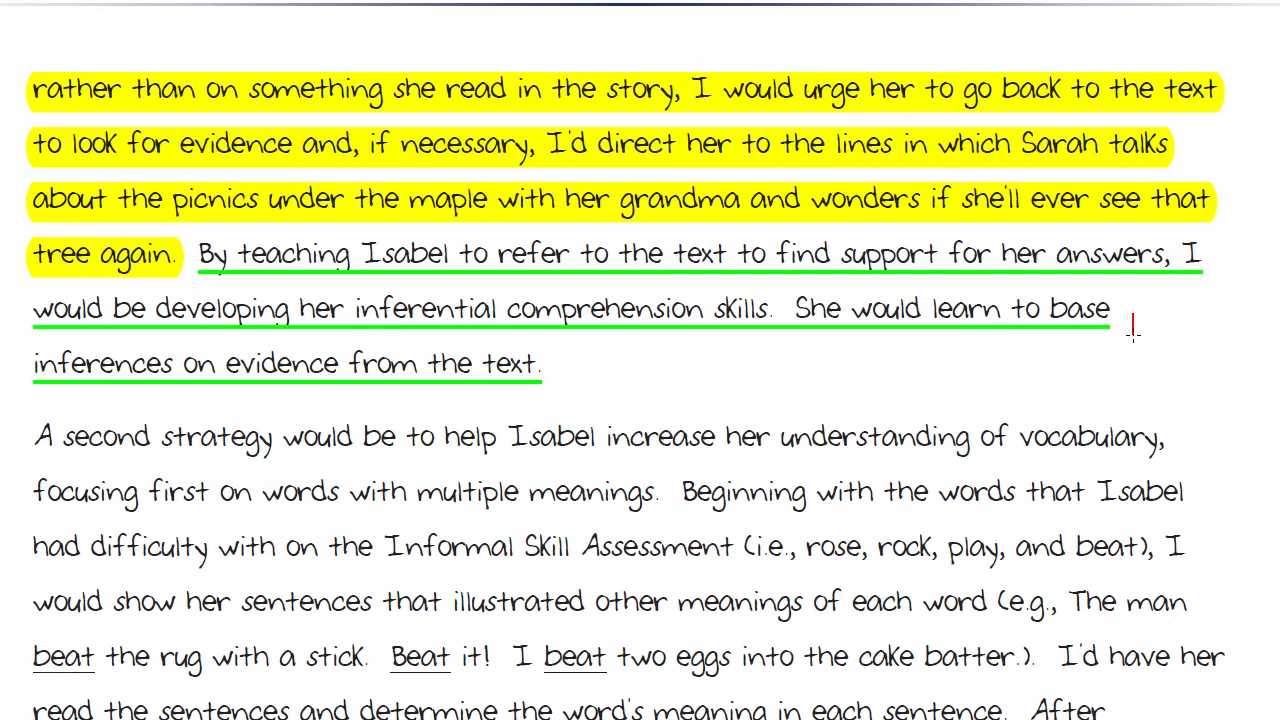 rather than on something she read in the story, I would urge her to go back to the text
to look for evidence and, if necessary, I'd direct her to the lines in which Sarah talks
about the picnics under the maple with her grandma and wonders if she'll ever see that
tree again. By teaching Isabel to refer to the text to find support for her answers, I
would be developing her inferential comprehension skills. She would learn to base
inferences on evidence from the text.
A second strategy would be to help Isabel increase her understanding of vocabulary,
focusing first on words with multiple meanings. Beginning with the words that Isabel
had difficulty with on the Informal Skill Assessment (i.e., rose, rock, play, and beat), I
would show her sentences that illustrated other meanings of each word (e.g., The man
beat the rug with a stick. Beat it! I beat two eggs into the cake batter.). I'd have her
read the sentences and determine the word's meaning in each sentence. After